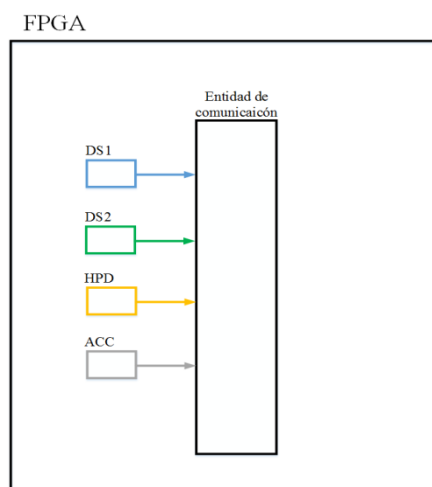 FPGA
Entidad de
comunicaicón
DS1
DS2
HPD
ACC